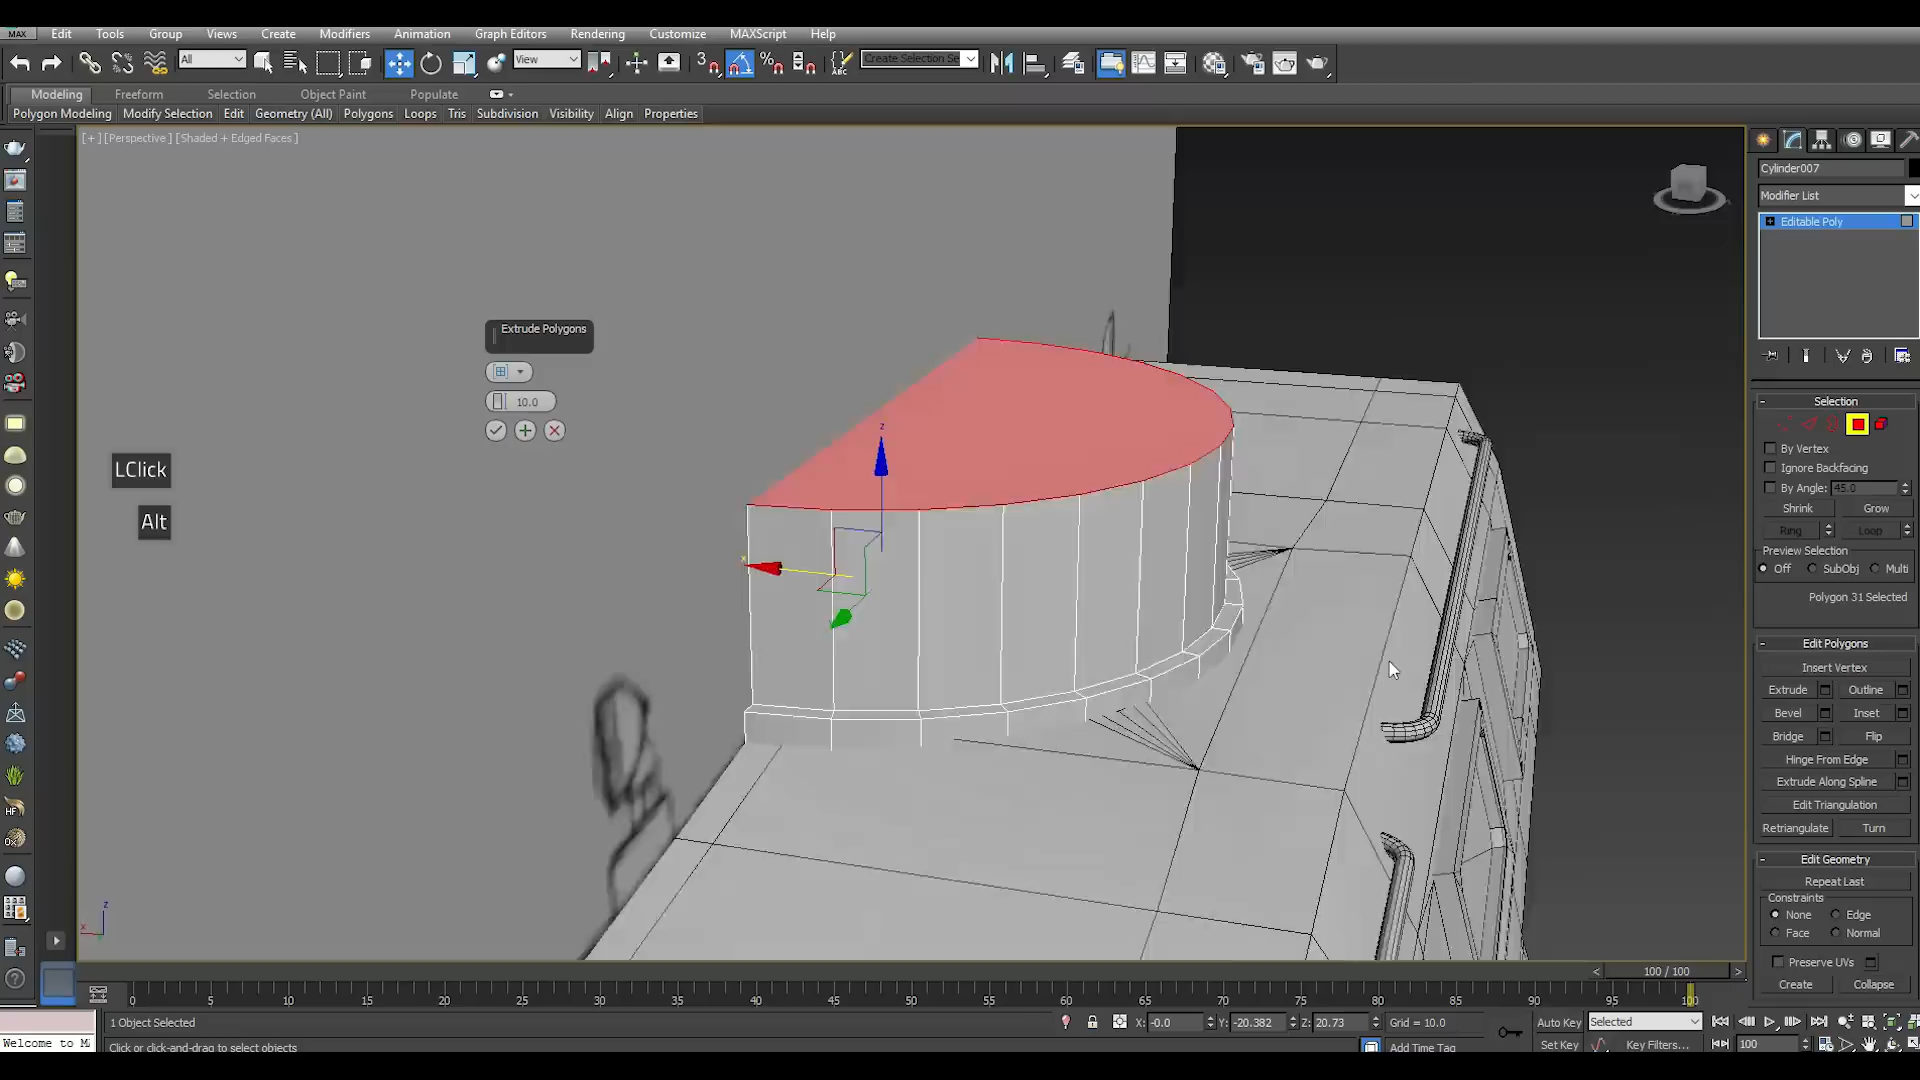 MAX Edit Tools Group Views Create Modifiers Animation Graph Editors Rendering Customize MAXScript Help
All View 3 % ABC Create Selection Se
Modeling Freeform Selection Object Paint Populate
Polygon Modeling Modify Selection Edit Geometry (All) Polygons Loops Tris Subdivision Visibility Align Properties
[+] [Perspective] [Shaded + Edged Faces]
Extrude Polygons
10.0
LClick
Alt
z
x
z
x
HF
Cylinder007
Modifier List
Editable Poly
Selection
By Vertex
Ignore Backfacing
By Angle: 45.0
Shrink Grow
Ring Loop
Preview Selection
Off SubObj Multi
Polygon 31 Selected
Edit Polygons
Insert Vertex
Extrude Outline
Bevel Inset
Bridge Flip
Hinge From Edge
Extrude Along Spline
Edit Triangulation
Retriangulate Turn
Edit Geometry
Repeat Last
Constraints
None Edge
Face Normal
Preserve UVs
Create Collapse
< 100 / 100 >
0 5 10 15 20 25 30 35 40 45 50 55 60 65 70 75 80 85 90 95 100
1 Object Selected X: -0.0 Y: -20.382 Z: 20.73 Grid = 10.0 Auto Key Selected
Welcome to Click or click-and-drag to select objects Add Time Tag Set Key Key Filters... 100